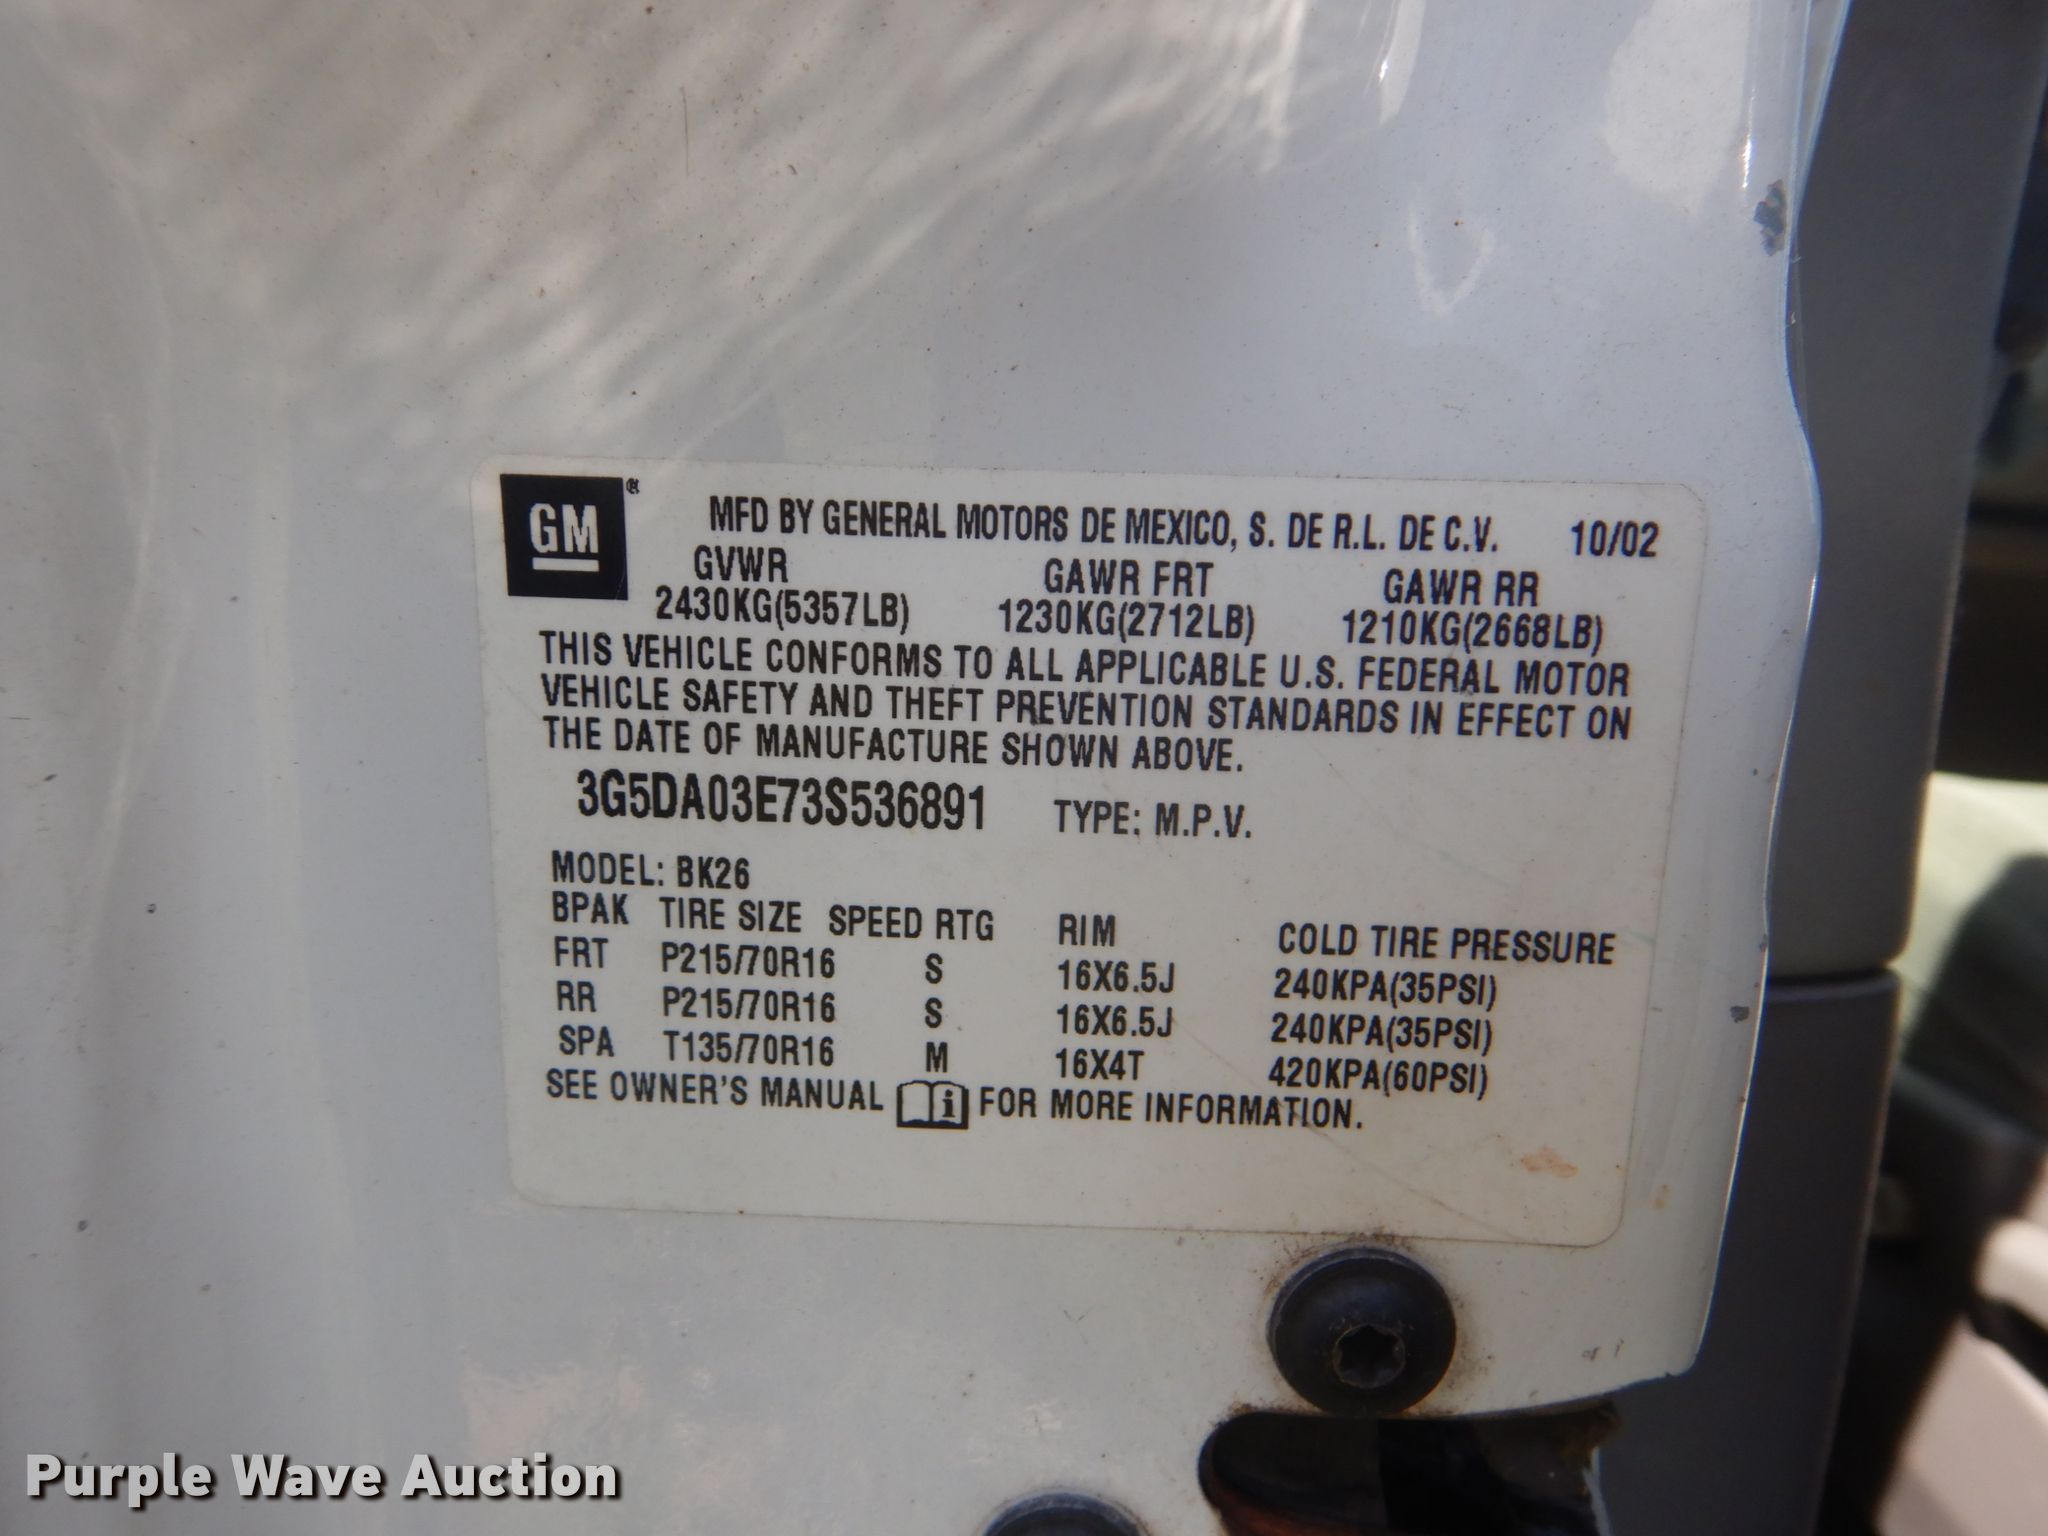 GM®
MFD BY GENERAL MOTORS DE MEXICO, S. DE R.L. DE C.V. 10/02
GVWR GAWR FRT GAWR RR
2430KG(5357LB) 1230KG(2712LB) 1210KG(2668LB)
THIS VEHICLE CONFORMS TO ALL APPLICABLE U.S. FEDERAL MOTOR
VEHICLE SAFETY AND THEFT PREVENTION STANDARDS IN EFFECT ON
THE DATE OF MANUFACTURE SHOWN ABOVE.
3G5DA03E73S536891 TYPE: M.P.V.
MODEL: BK26
BPAK TIRE SIZE SPEED RTG RIM COLD TIRE PRESSURE
FRT P215/70R16 S 16X6.5J 240KPA(35PSI)
RR P215/70R16 S 16X6.5J 240KPA(35PSI)
SPA T135/70R16 M 16X4T 420KPA(60PSI)
SEE OWNER'S MANUAL i FOR MORE INFORMATION.
Purple Wave Auction